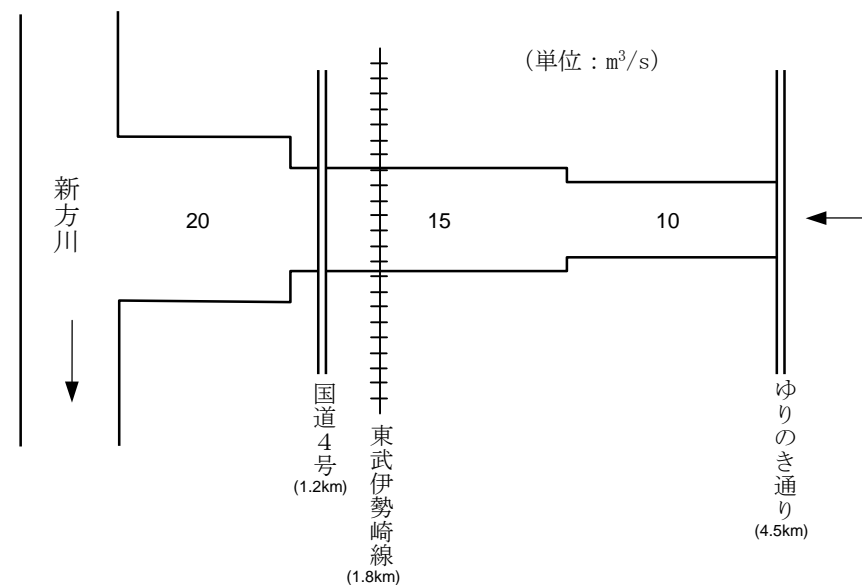 (単位：m³/s)
新方川
20
15
10
国道4号
(1.2km)
東武伊勢崎線
(1.8km)
ゆりのき通り
(4.5km)